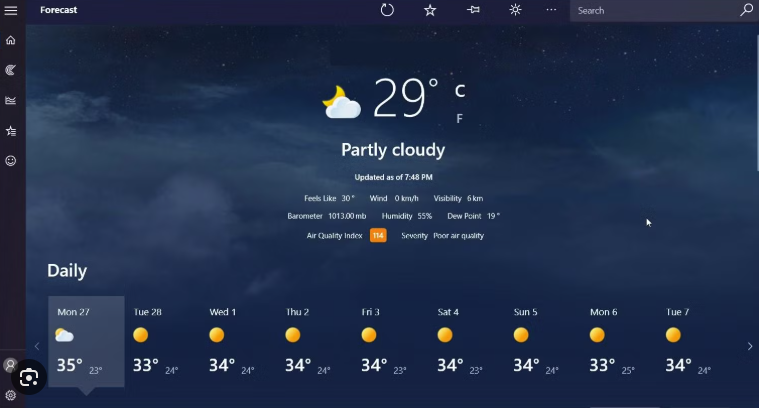 Forecast
Search
29° C
F
Partly cloudy
Updated as of 7:48 PM
Feels Like 30° Wind 0 km/h Visibility 6 km
Barometer 1013.00 mb Humidity 55% Dew Point 19°
Air Quality Index 114 Severity Poor air quality
Daily
Mon 27 Tue 28 Wed 1 Thu 2 Fri 3 Sat 4 Sun 5 Mon 6 Tue 7
35° 23° 33° 24° 34° 24° 34° 24° 34° 23° 34° 23° 34° 24° 33° 25° 34° 24°